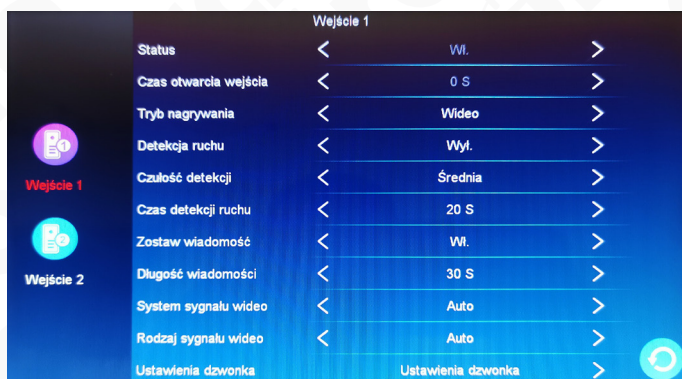 Wejście 1
Status < Wł. >
Czas otwarcia wejścia < 0 S >
Tryb nagrywania < Wideo >
Detekcja ruchu < Wył. >
Czułość detekcji < Średnia >
Czas detekcji ruchu < 20 S >
Zostaw wiadomość < Wł. >
Długość wiadomości < 30 S >
System sygnału wideo < Auto >
Rodzaj sygnału wideo < Auto >
Ustawienia dzwonka Ustawienia dzwonka >
1
Wejście 1
2
Wejście 2